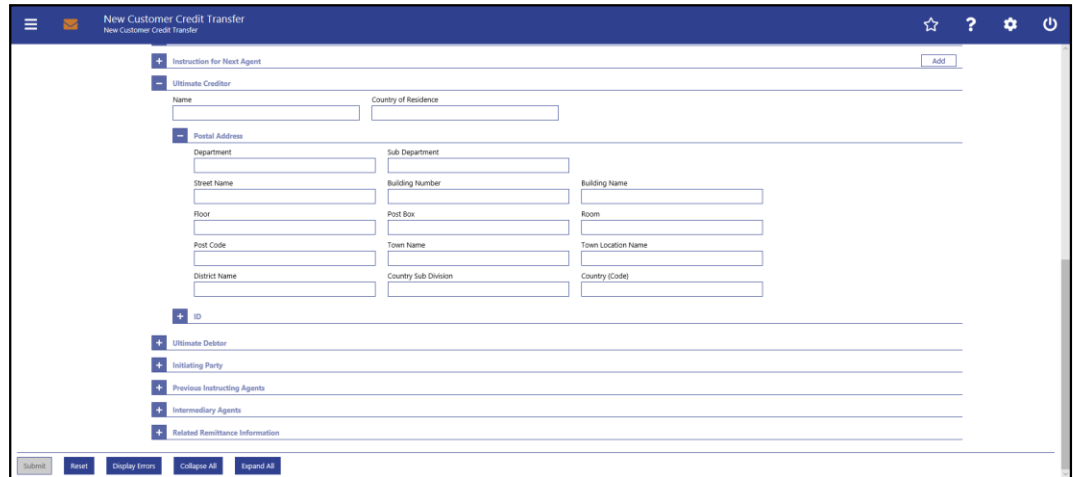 New Customer Credit Transfer
New Customer Credit Transfer
Instruction for Next Agent Add
Ultimate Creditor
Name Country of Residence
Postal Address
Department Sub Department
Street Name Building Number Building Name
Floor Post Box Room
Post Code Town Name Town Location Name
District Name Country Sub Division Country (Code)
ID
Ultimate Debtor
Initiating Party
Previous Instructing Agents
Intermediary Agents
Related Remittance Information
Submit Reset Display Errors Collapse All Expand All